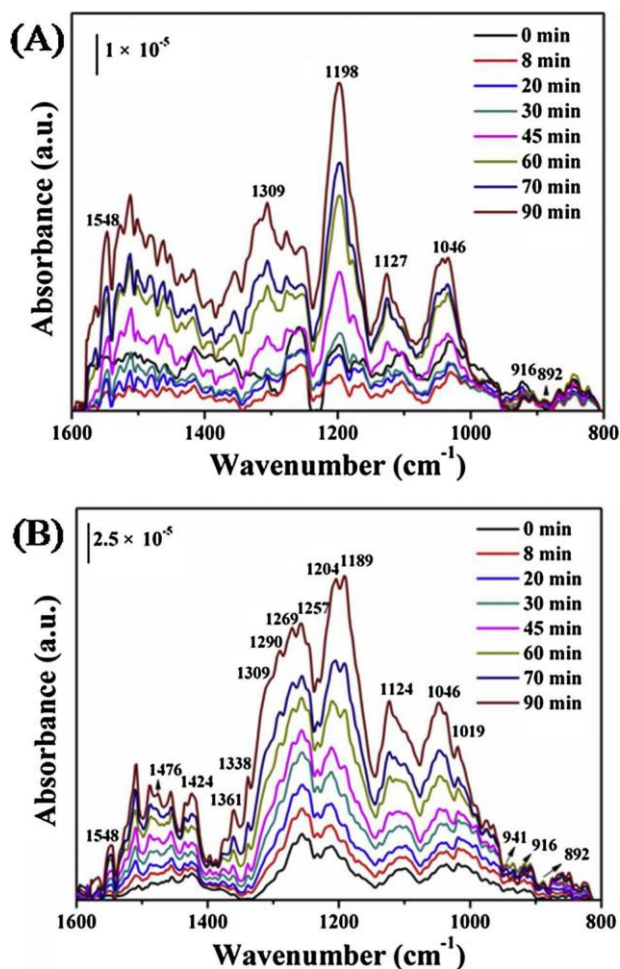 (A)
1 × 10⁻⁵
0 min
8 min
20 min
30 min
45 min
60 min
70 min
90 min
1548
1309
1198
1127
1046
916
892
Absorbance (a.u.)
1600 1400 1200 1000 800
Wavenumber (cm⁻¹)
(B)
2.5 × 10⁻⁵
0 min
8 min
20 min
30 min
45 min
60 min
70 min
90 min
1548
1476
1424
1361
1338
1309
1290
1269
1257
1204
1189
1124
1046
1019
941
916
892
Absorbance (a.u.)
1600 1400 1200 1000 800
Wavenumber (cm⁻¹)